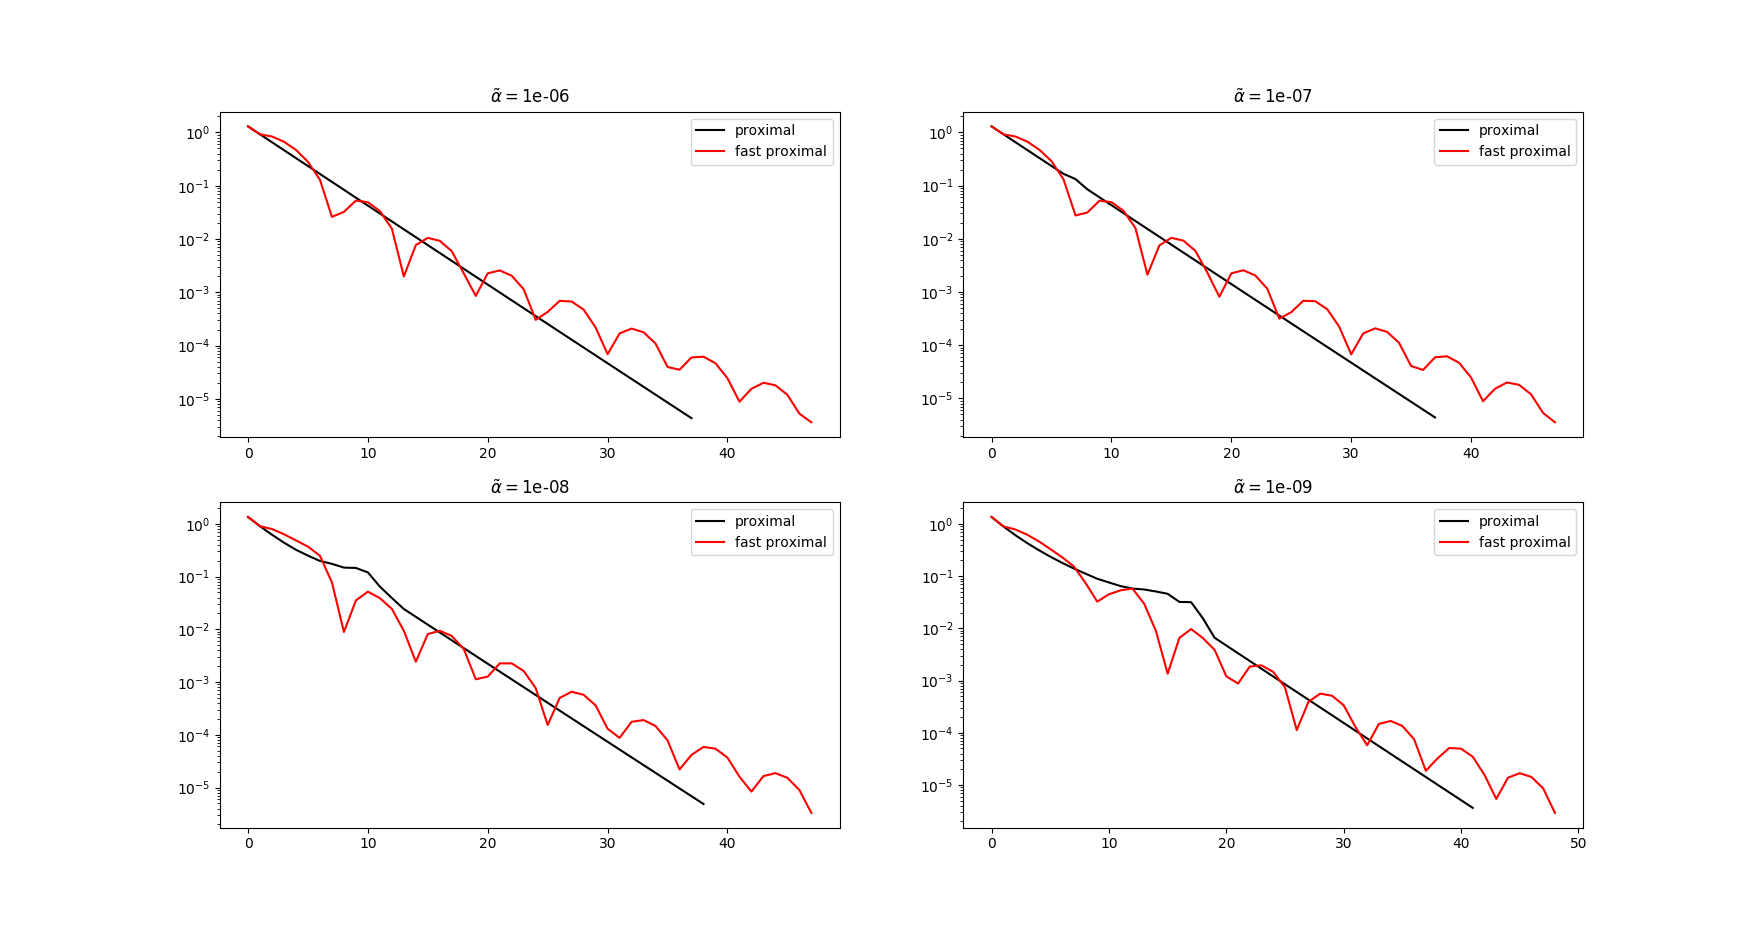 α̃ = 1e-06
10⁰
10⁻¹
10⁻²
10⁻³
10⁻⁴
10⁻⁵
0 10 20 30 40
proximal
fast proximal
α̃ = 1e-07
10⁰
10⁻¹
10⁻²
10⁻³
10⁻⁴
10⁻⁵
0 10 20 30 40
proximal
fast proximal
α̃ = 1e-08
10⁰
10⁻¹
10⁻²
10⁻³
10⁻⁴
10⁻⁵
0 10 20 30 40
proximal
fast proximal
α̃ = 1e-09
10⁰
10⁻¹
10⁻²
10⁻³
10⁻⁴
10⁻⁵
0 10 20 30 40 50
proximal
fast proximal